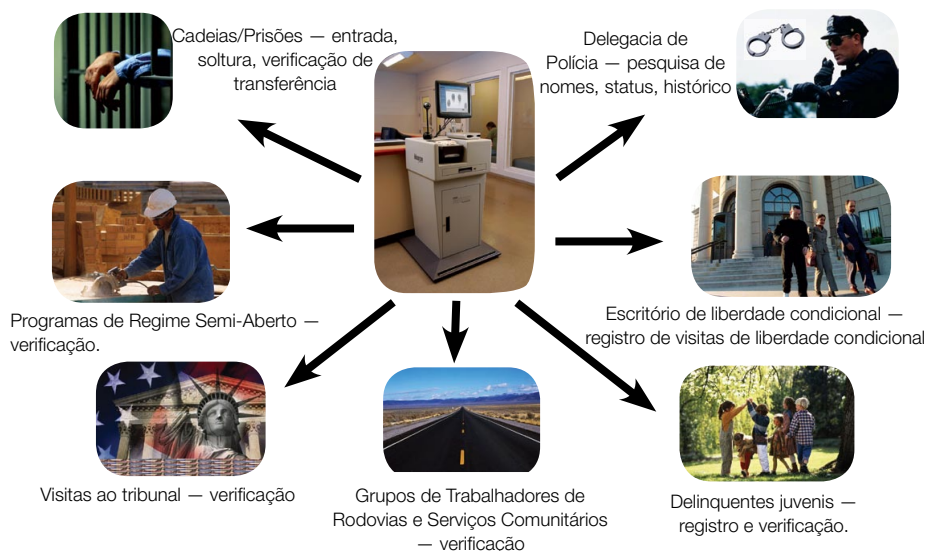 Cadeias/Prisões — entrada,
soltura, verificação de
transferência
Delegacia de
Polícia — pesquisa de
nomes, status, histórico
Programas de Regime Semi-Aberto —
verificação.
Escritório de liberdade condicional —
registro de visitas de liberdade condicional
Visitas ao tribunal — verificação
Grupos de Trabalhadores de
Rodovias e Serviços Comunitários
— verificação
Delinquentes juvenis —
registro e verificação.